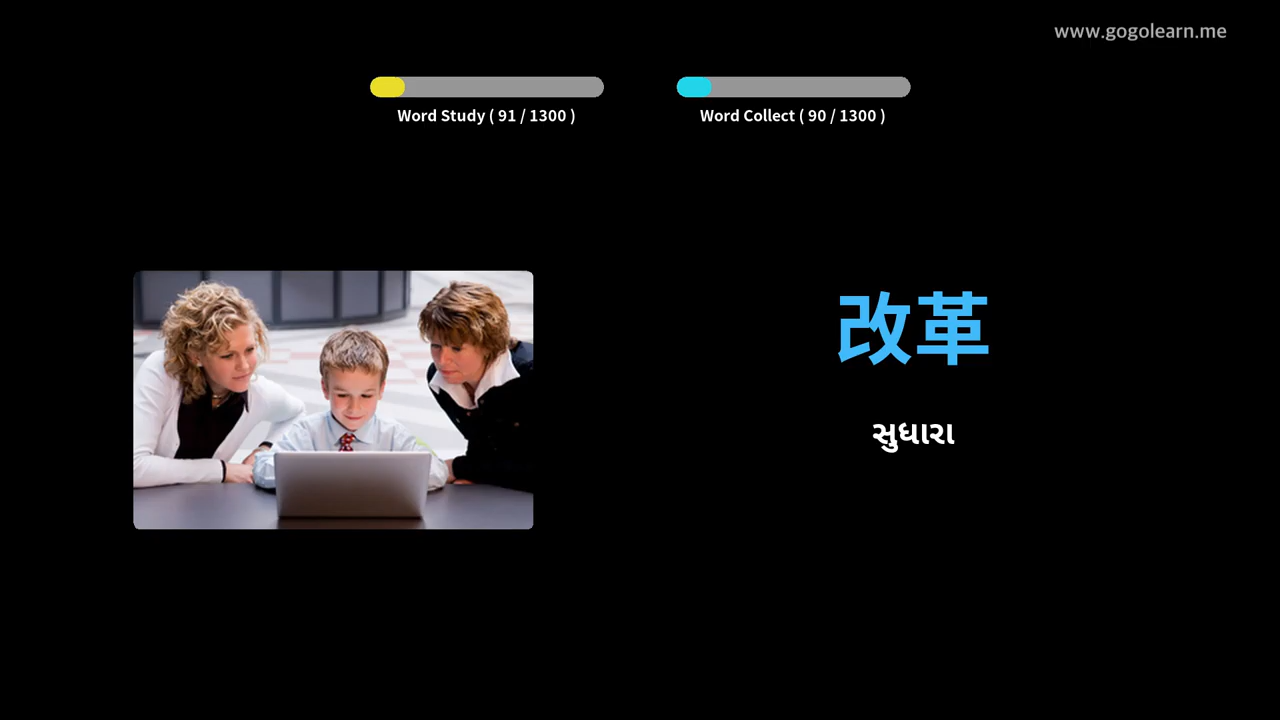 www.gogolearn.me
Word Study ( 91 / 1300 )
Word Collect ( 90 / 1300 )
改革
સુધારા